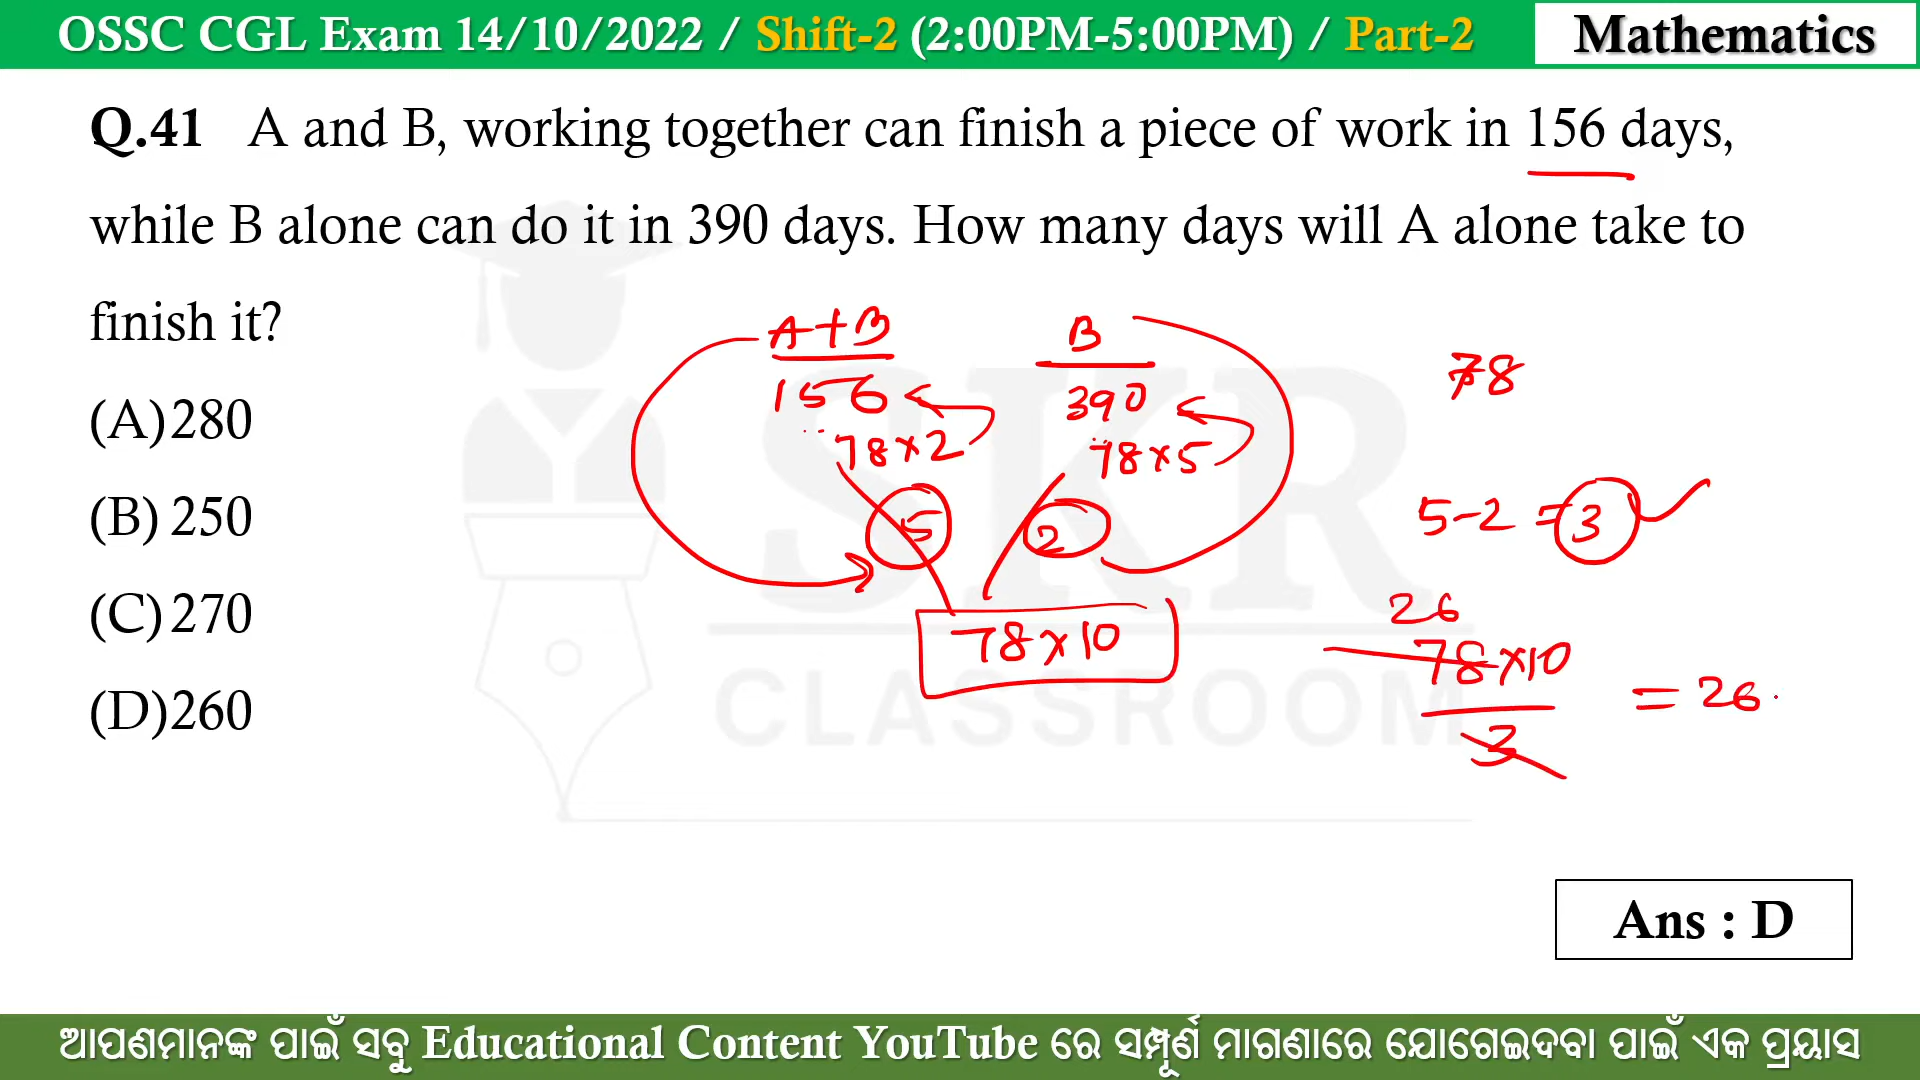 OSSC CGL Exam 14/10/2022 / Shift-2 (2:00PM-5:00PM) / Part-2
Mathematics
Q.41 A and B, working together can finish a piece of work in 156 days,
while B alone can do it in 390 days. How many days will A alone take to
finish it?
(A) 280
(B) 250
(C) 270
(D) 260
A+B B
156 390
78×2 78×5
5 2
78×10
78
5-2 = 3
26
78×10
3
= 26
SKR
CLASSROOM
Ans : D
ଆପଣମାନଙ୍କ ପାଇଁ ସବୁ Educational Content YouTube ରେ ସମ୍ପୂର୍ଣ ମାଗଣାରେ ଯୋଗେଇଦବା ପାଇଁ ଏକ ପ୍ରୟାସ